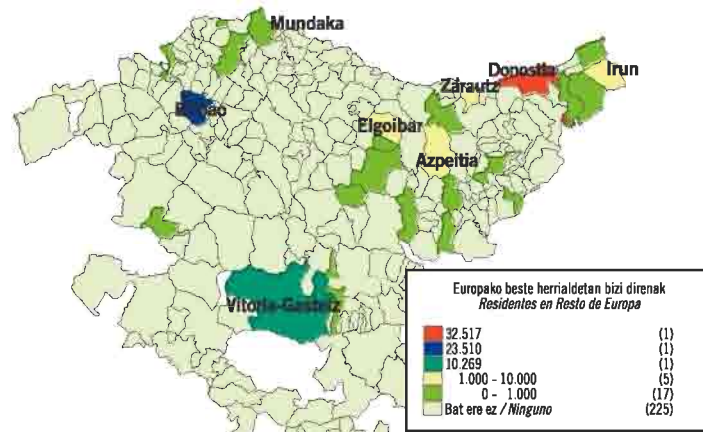 Mundaka
Donostia
Irun
Zarautz
Bilbao
Elgoibar
Azpeitia
Vitoria-Gasteiz
Europako beste herrialdetan bizi direnak
Residentes en Resto de Europa
32.517 (1)
23.510 (1)
10.269 (1)
1.000 - 10.000 (5)
0 - 1.000 (17)
Bat ere ez / Ninguno (225)